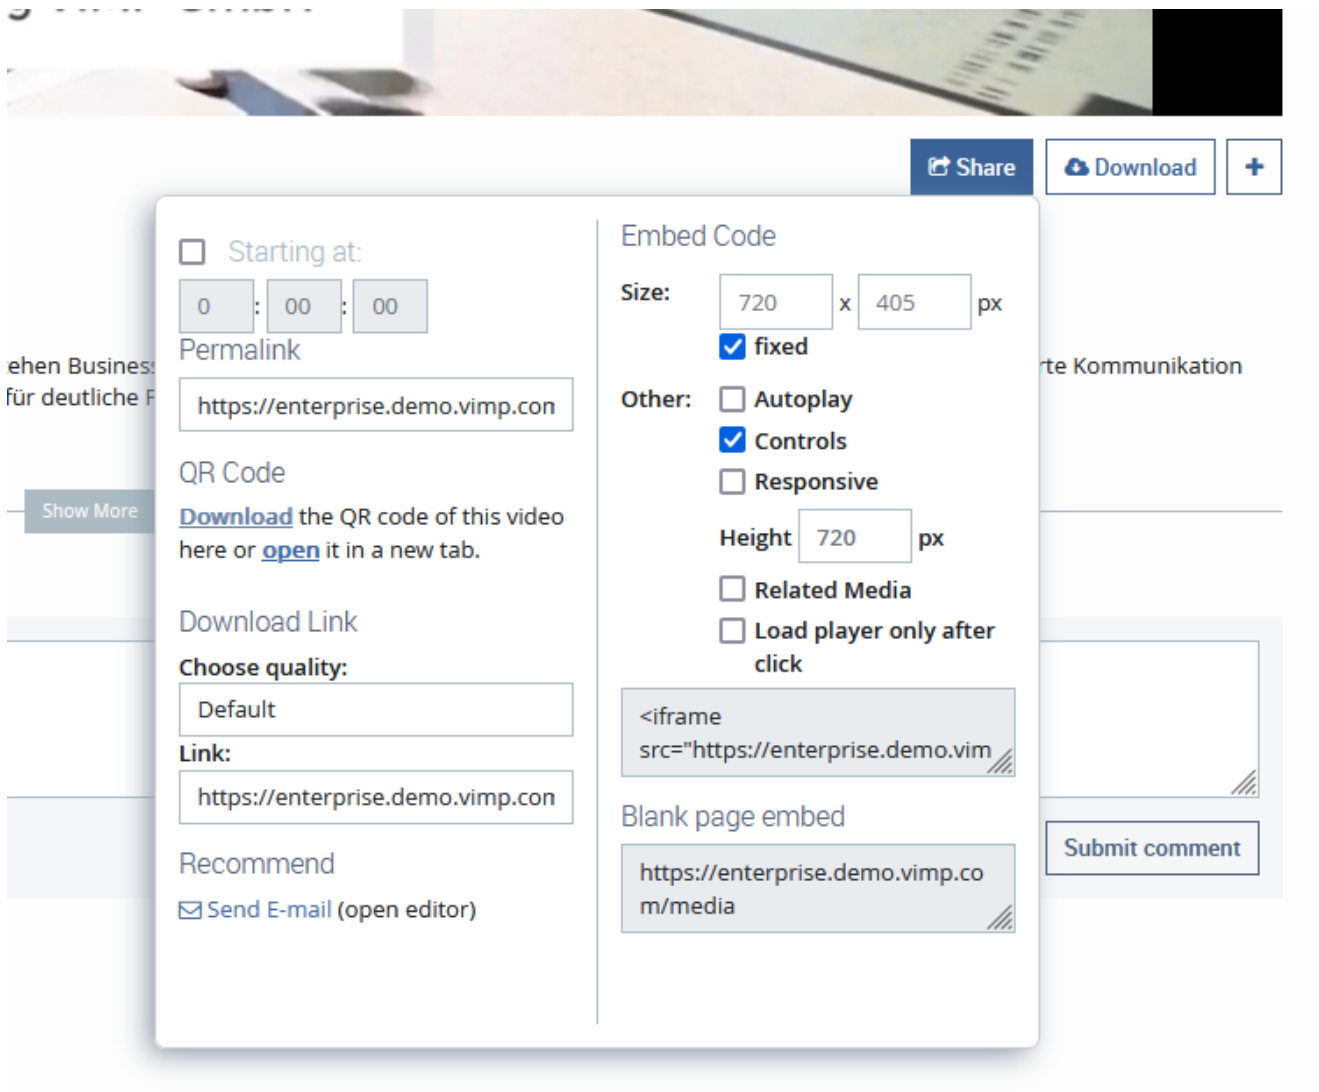 Share
Download
+
Starting at:
0 : 00 : 00
Permalink
https://enterprise.demo.vimp.con
QR Code
Download the QR code of this video
here or open it in a new tab.
Download Link
Choose quality:
Default
Link:
https://enterprise.demo.vimp.con
Recommend
Send E-mail (open editor)
Embed Code
Size: 720 x 405 px
fixed
Other: Autoplay
Controls
Responsive
Height 720 px
Related Media
Load player only after
click
<iframe
src="https://enterprise.demo.vim
Blank page embed
https://enterprise.demo.vimp.co
m/media
Business
rte Kommunikation
für deutliche
Show More
Submit comment